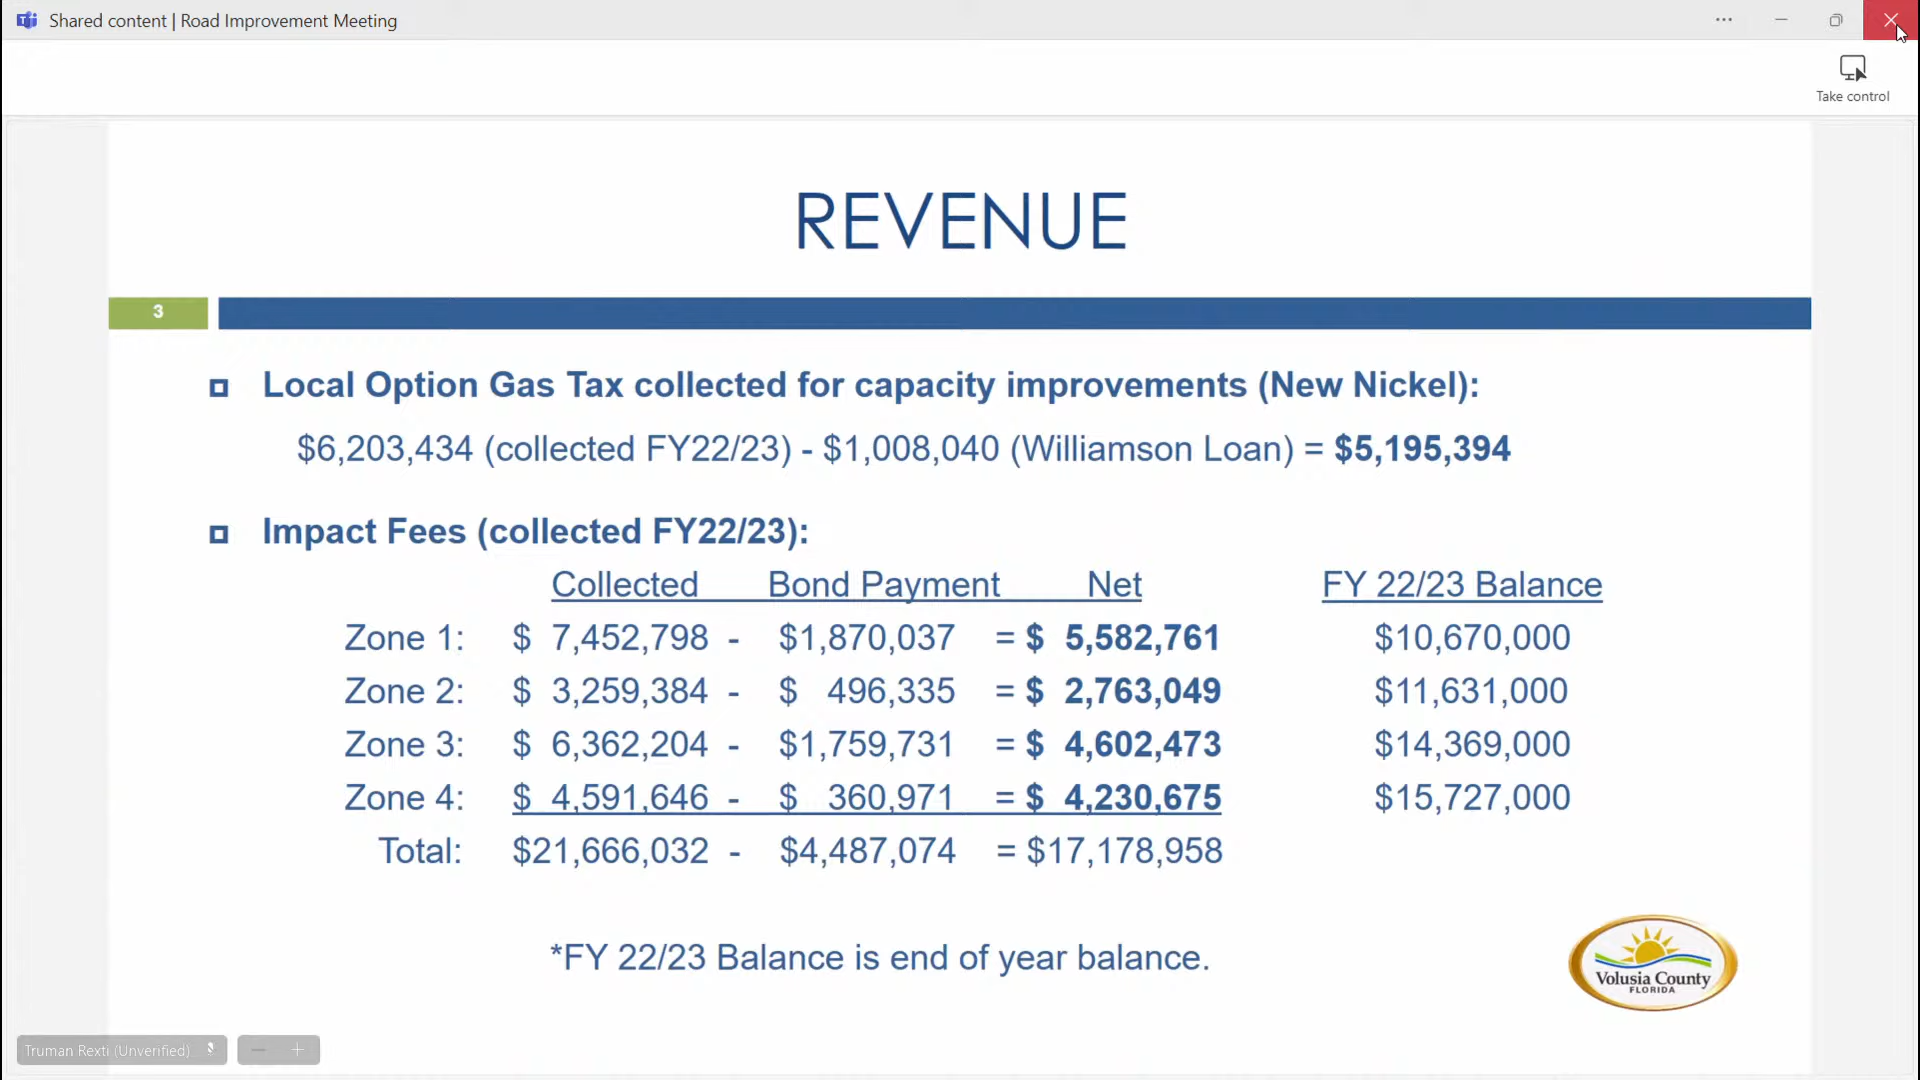 Shared content | Road Improvement Meeting
Take control
REVENUE
3
Local Option Gas Tax collected for capacity improvements (New Nickel):
$6,203,434 (collected FY22/23) - $1,008,040 (Williamson Loan) = $5,195,394
Impact Fees (collected FY22/23):
Collected Bond Payment Net FY 22/23 Balance
Zone 1: $ 7,452,798 - $1,870,037 = $ 5,582,761 $10,670,000
Zone 2: $ 3,259,384 - $ 496,335 = $ 2,763,049 $11,631,000
Zone 3: $ 6,362,204 - $1,759,731 = $ 4,602,473 $14,369,000
Zone 4: $ 4,591,646 - $ 360,971 = $ 4,230,675 $15,727,000
Total: $21,666,032 - $4,487,074 = $17,178,958
*FY 22/23 Balance is end of year balance.
Volusia County
FLORIDA
Truman Rexti (Unverified)